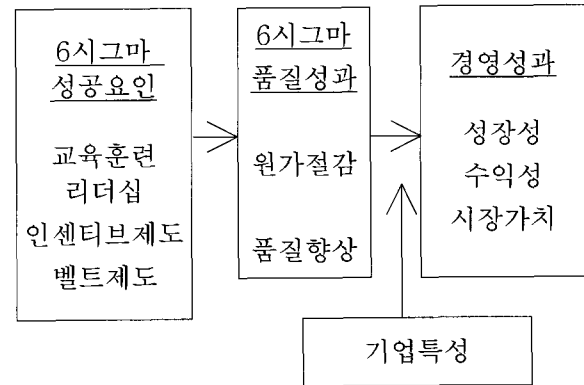 6시그마
성공요인
교육훈련
리더십
인센티브제도
벨트제도
6시그마
품질성과
원가절감
품질향상
경영성과
성장성
수익성
시장가치
기업특성